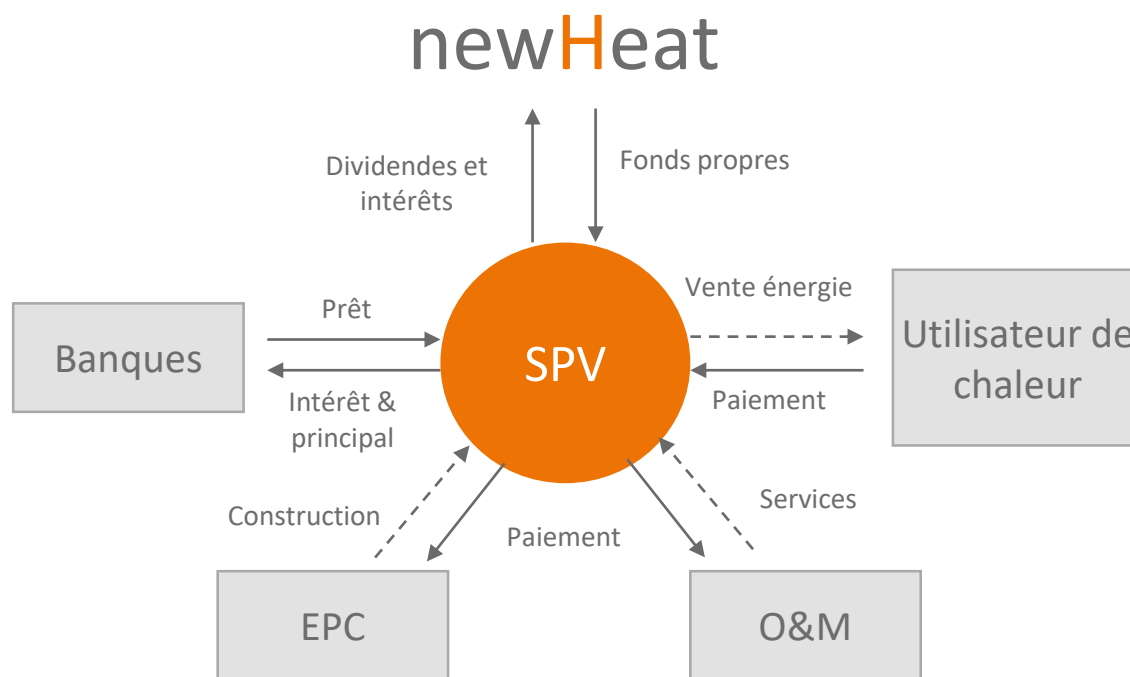 newHeat
Dividendes et
intérêts
Fonds propres
Prêt
Vente énergie
Banques
SPV
Utilisateur de
chaleur
Intérêt &
principal
Paiement
Construction
Paiement
Services
EPC
O&M